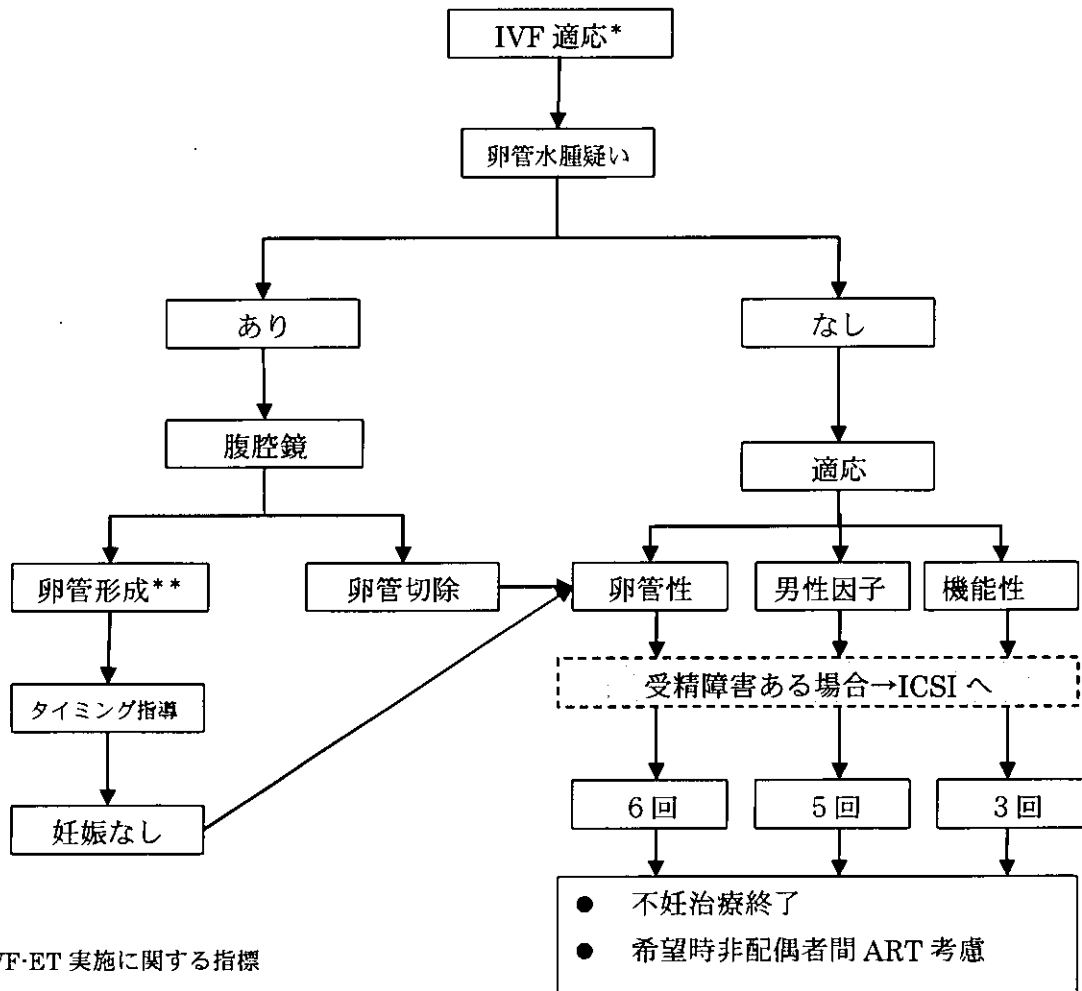 IVF 適応*
卵管水腫疑い
あり
なし
腹腔鏡
適応
卵管形成**
卵管切除
卵管性
男性因子
機能性
受精障害ある場合→ICSI へ
タイミング指導
妊娠なし
6 回
5 回
3 回
● 不妊治療終了
● 希望時非配偶者間 ART 考慮
VF-ET 実施に関する指標